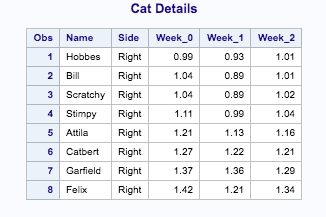 Cat Details
Obs Name Side Week_0 Week_1 Week_2
1 Hobbes Right 0.99 0.93 1.01
2 Bill Right 1.04 0.89 1.01
3 Scratchy Right 1.04 0.89 1.02
4 Stimpy Right 1.11 0.99 1.04
5 Attila Right 1.21 1.13 1.16
6 Catbert Right 1.27 1.22 1.21
7 Garfield Right 1.37 1.36 1.29
8 Felix Right 1.42 1.21 1.34